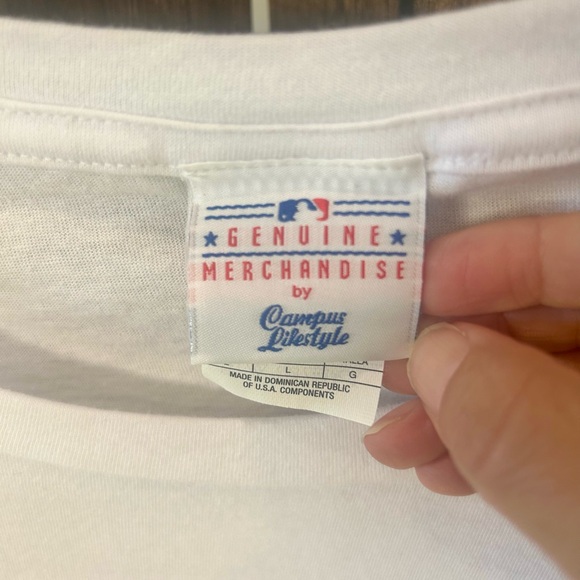 GENUINE
MERCHANDISE
by
Campus
Lifestyle
L G
MADE IN DOMINICAN REPUBLIC
OF U.S.A. COMPONENTS